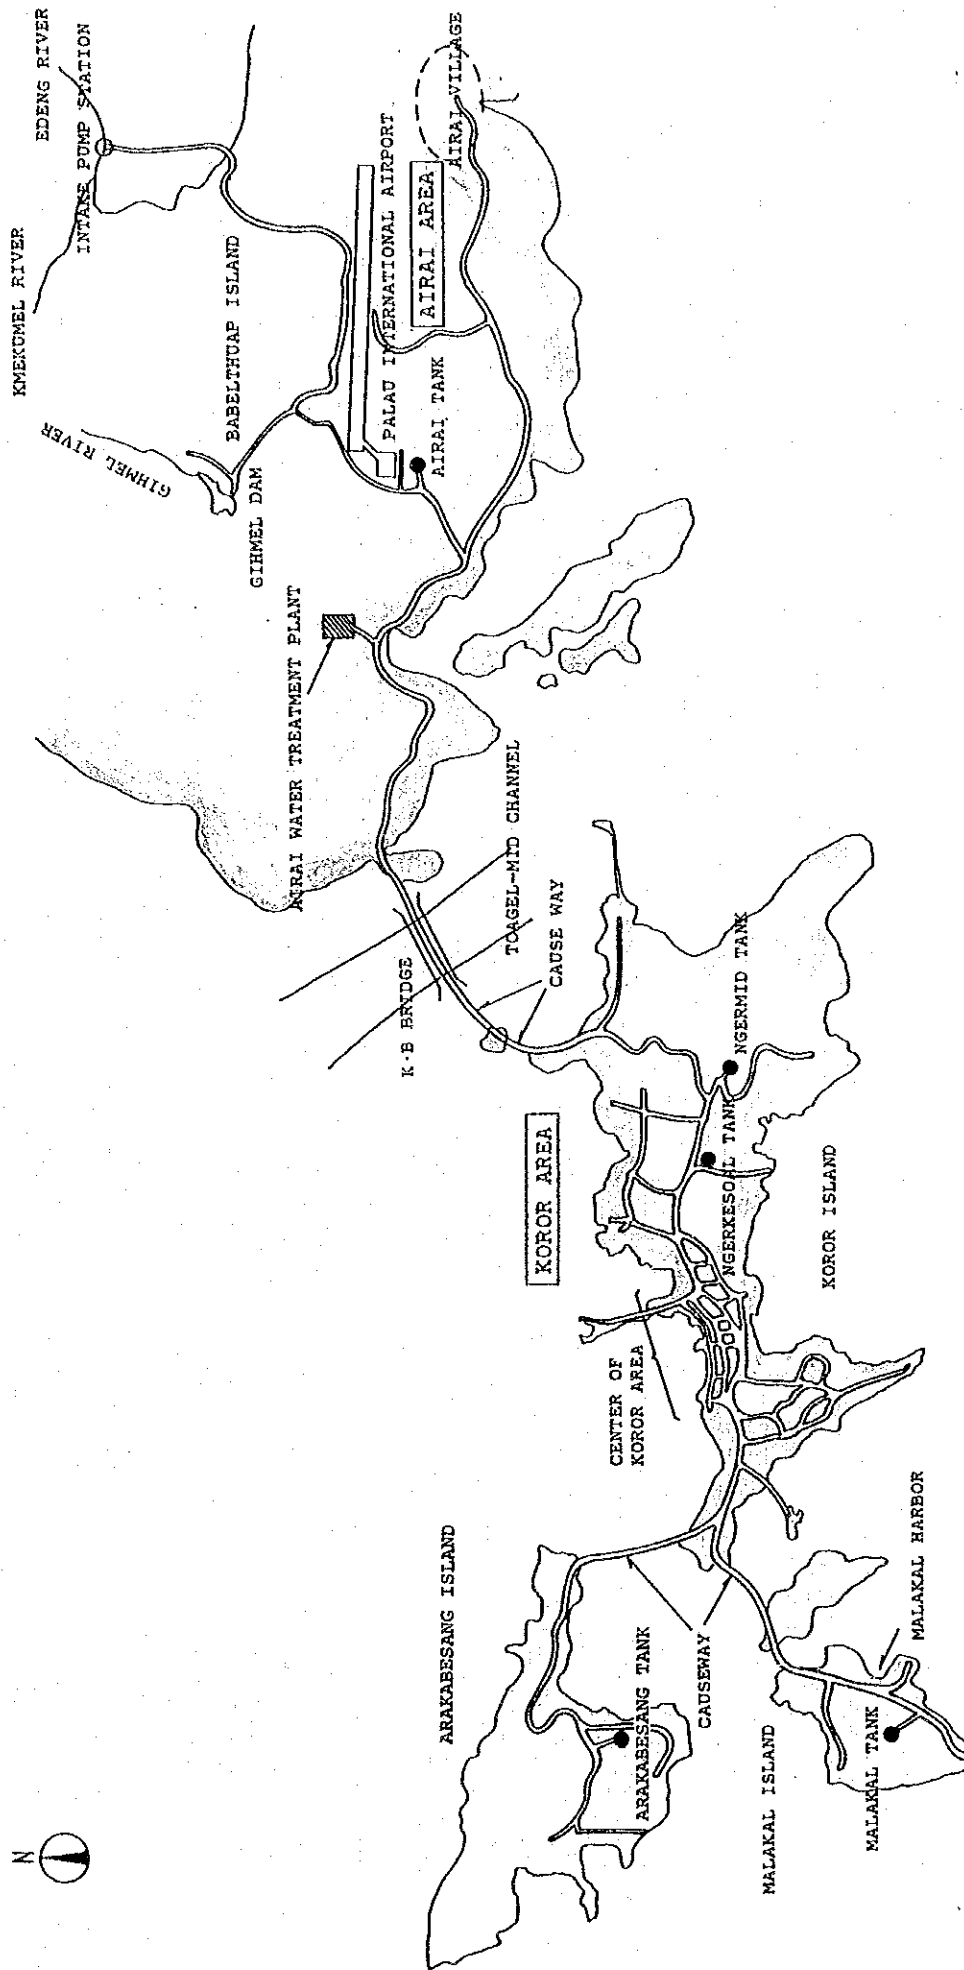 N
KMEKUMEL RIVER
EDENG RIVER
INTAKE PUMP STATION
GIHMEL RIVER
BABELTHUAP ISLAND
GIHMEL DAM
PALAU INTERNATIONAL AIRPORT
AIRAI AREA
AIRAI VILLAGE
AIRAI TANK
AIRAI WATER TREATMENT PLANT
K·B BRIDGE
TOAGEL-MID CHANNEL
CAUSE WAY
KOROR AREA
NGERMID TANK
NGERKESOAL TANK
KOROR ISLAND
CENTER OF
KOROR AREA
ARAKABESANG ISLAND
ARAKABESANG TANK
CAUSEWAY
MALAKAL ISLAND
MALAKAL TANK
MALAKAL HARBOR